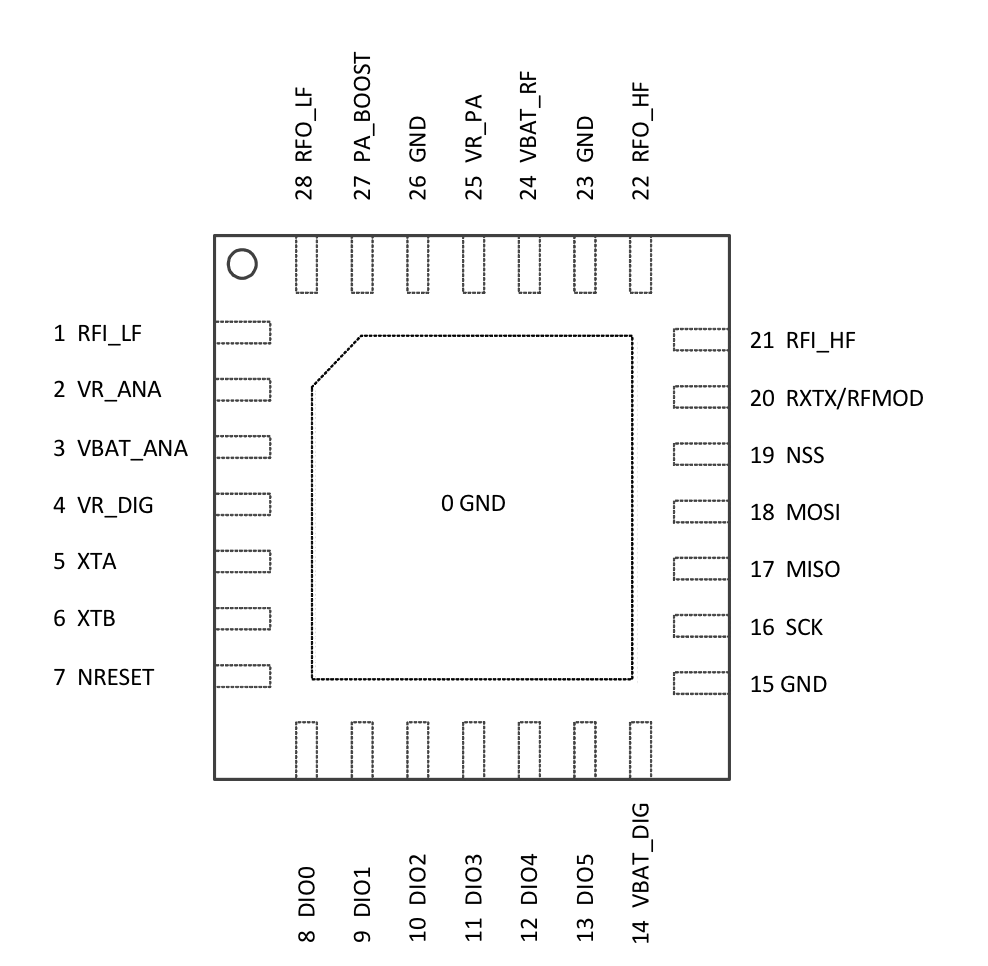 28 RFO_LF
27 PA_BOOST
26 GND
25 VR_PA
24 VBAT_RF
23 GND
22 RFO_HF
1 RFI_LF
2 VR_ANA
3 VBAT_ANA
4 VR_DIG
5 XTA
6 XTB
7 NRESET
0 GND
21 RFI_HF
20 RXTX/RFMOD
19 NSS
18 MOSI
17 MISO
16 SCK
15 GND
8 DIO0
9 DIO1
10 DIO2
11 DIO3
12 DIO4
13 DIO5
14 VBAT_DIG